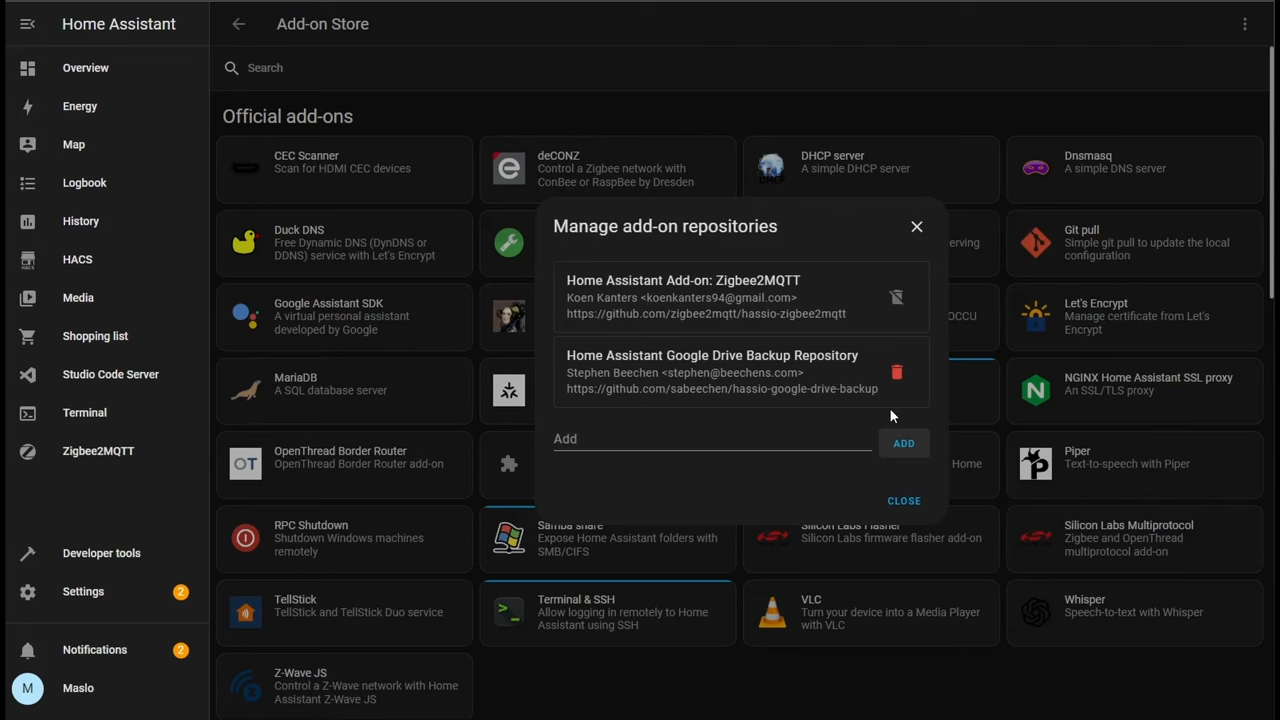 Home Assistant
Add-on Store
Overview
Energy
Map
Logbook
History
HACS
Media
Shopping list
Studio Code Server
Terminal
Zigbee2MQTT
Developer tools
Settings
2
Notifications
2
M
Maslo
Search
Official add-ons
CEC Scanner
Scan for HDMI CEC devices
deCONZ
Control a Zigbee network with
ConBee or RaspBee by Dresden
DHCP server
A simple DHCP server
DHCP
Dnsmasq
A simple DNS server
Duck DNS
Free Dynamic DNS (DynDNS or
DDNS) service with Let's Encrypt
erving
Git pull
Simple git pull to update the local
configuration
Google Assistant SDK
A virtual personal assistant
developed by Google
OCCU
Let's Encrypt
Manage certificate from Let's
Encrypt
MariaDB
A SQL database server
NGINX Home Assistant SSL proxy
An SSL/TLS proxy
OT
OpenThread Border Router
OpenThread Border Router add-on
Home
Piper
Text-to-speech with Piper
RPC Shutdown
Shutdown Windows machines
remotely
Samba share
Expose Home Assistant folders with
SMB/CIFS
Silicon Labs Flasher
Silicon Labs firmware flasher add-on
Silicon Labs Multiprotocol
Zigbee and OpenThread
multiprotocol add-on
TellStick
TellStick and TellStick Duo service
Terminal & SSH
Allow logging in remotely to Home
Assistant using SSH
VLC
Turn your device into a Media Player
with VLC
Whisper
Speech-to-text with Whisper
Z-Wave JS
Control a Z-Wave network with Home
Assistant Z-Wave JS
Manage add-on repositories
Home Assistant Add-on: Zigbee2MQTT
Koen Kanters <koenkanters94@gmail.com>
https://github.com/zigbee2mqtt/hassio-zigbee2mqtt
Home Assistant Google Drive Backup Repository
Stephen Beechen <stephen@beechens.com>
https://github.com/sabeechen/hassio-google-drive-backup
Add
ADD
CLOSE